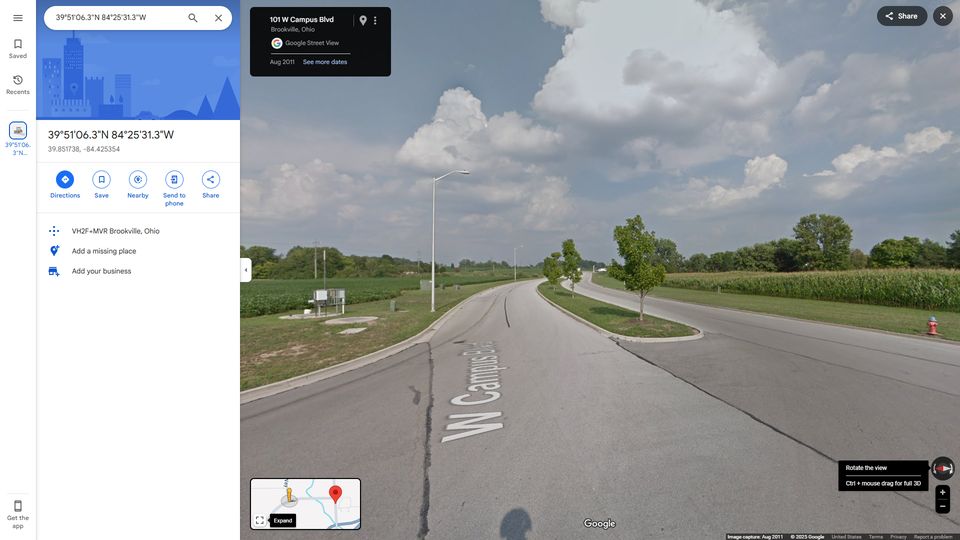 39°51'06.3"N 84°25'31.3"W
Saved
Recents
39°51'06.
3"N...
39°51'06.3"N 84°25'31.3"W
39.851738, -84.425354
Directions
Save
Nearby
Send to
phone
Share
VH2F+MVR Brookville, Ohio
Add a missing place
Add your business
Get the
app
101 W Campus Blvd
Brookville, Ohio
Google Street View
Aug 2011 See more dates
Share
W Campus Blvd
Rotate the view
Ctrl + mouse drag for full 3D
Expand
Google
Image capture: Aug 2011 © 2025 Google United States Terms Privacy Report a problem